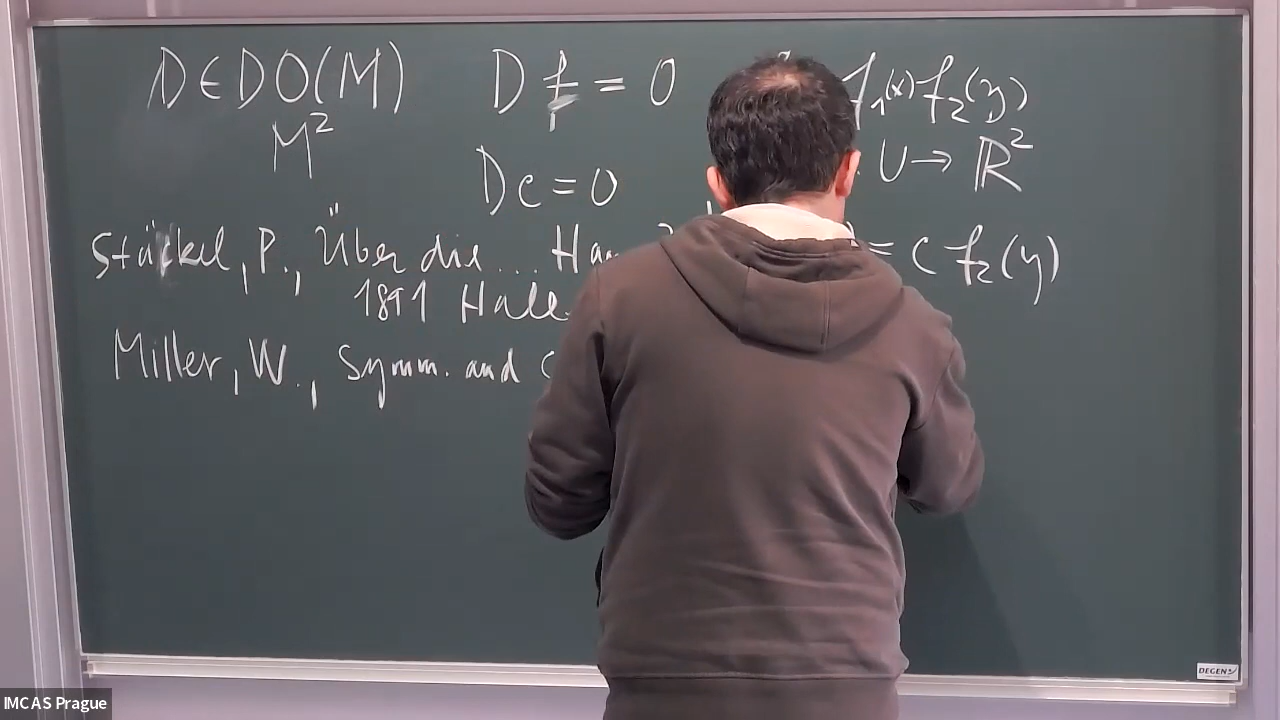 D∈DO(M) D f = 0 f₁(x) f₂(y)
M² U → ℝ²
Dc = 0
Stäckel, P., Über die ... = c f₂(y)
1891 Halle
Miller, W., Symm. and
DEGEN
IMCAS Prague